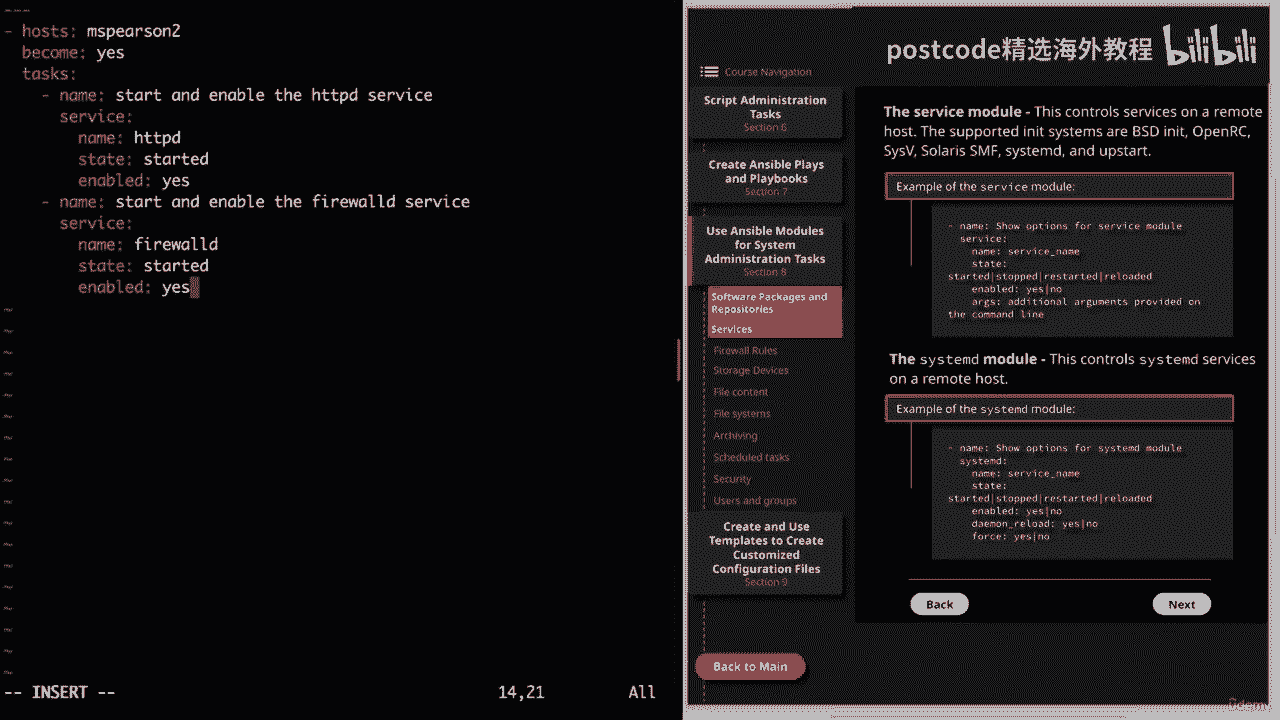 ---
- hosts: mspearson2
become: yes
tasks:
- name: start and enable the httpd service
service:
name: httpd
state: started
enabled: yes
- name: start and enable the firewalld service
service:
name: firewalld
state: started
enabled: yes
-- INSERT --
14,21
All
postcode精选海外教程
bilibili
Course Navigation
Script Administration
Tasks
Section 6
Create Ansible Plays
and Playbooks
Section 7
Use Ansible Modules
for System
Administration Tasks
Section 8
Software Packages and
Repositories
Services
Firewall Rules
Storage Devices
File content
File systems
Archiving
Scheduled tasks
Security
Users and groups
Create and Use
Templates to Create
Customized
Configuration Files
Section 9
Back to Main
The service module - This controls services on a remote
host. The supported init systems are BSD init, OpenRC,
SysV, Solaris SMF, systemd, and upstart.
Example of the service module:
- name: Show options for service module
service:
name: service_name
state:
started|stopped|restarted|reloaded
enabled: yes|no
args: additional arguments provided on
the command line
The systemd module - This controls systemd services
on a remote host.
Example of the systemd module:
- name: Show options for systemd module
systemd:
name: service_name
state:
started|stopped|restarted|reloaded
enabled: yes|no
daemon_reload: yes|no
force: yes|no
Back
Next